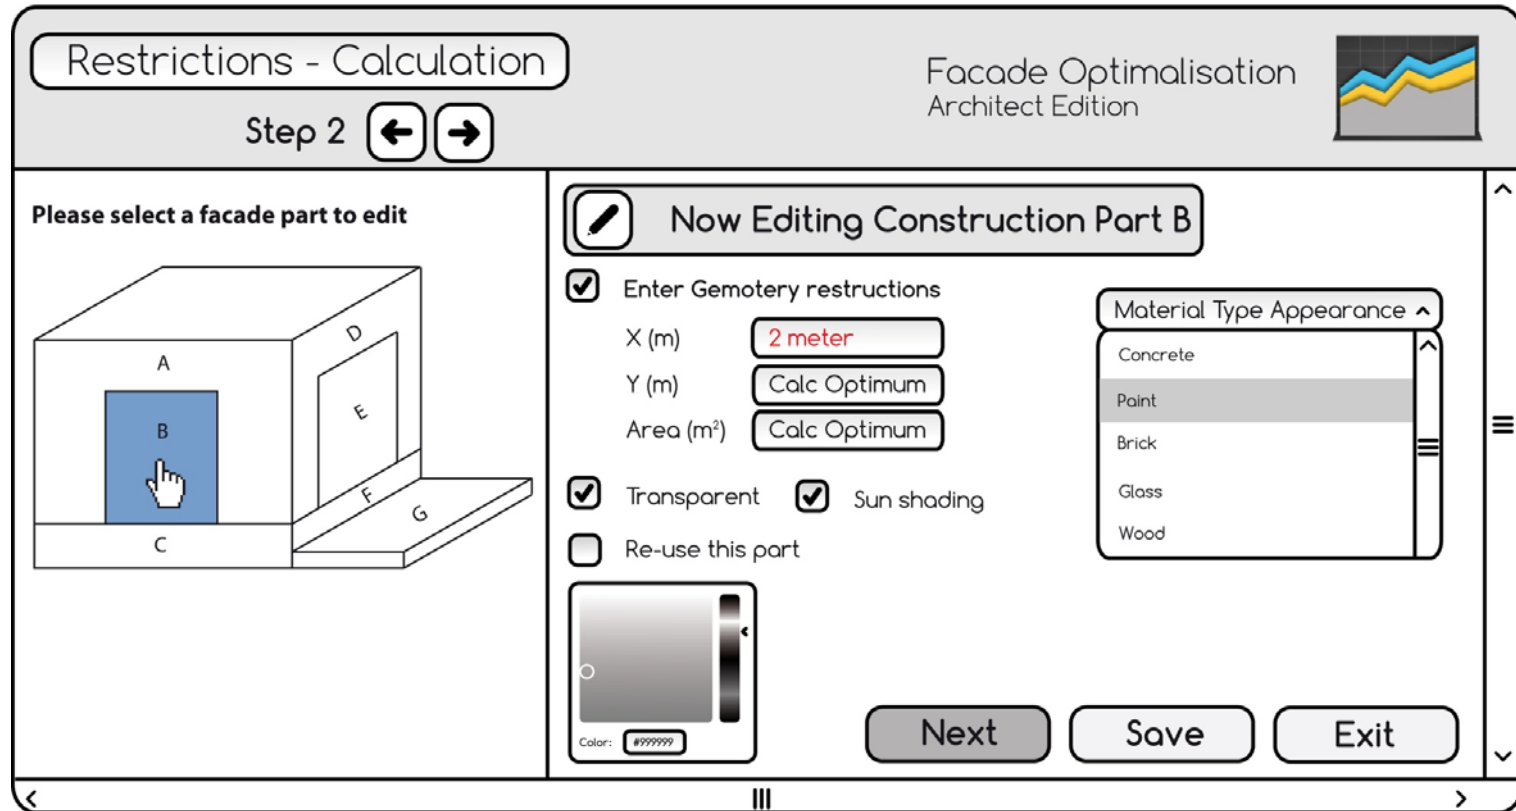 Restrictions - Calculation
Step 2
Facade Optimalisation
Architect Edition
Please select a facade part to edit
A
B
C
D
E
F
G
Now Editing Construction Part B
Enter Gemotery restructions
X (m) 2 meter
Y (m) Calc Optimum
Area (m²) Calc Optimum
Transparent Sun shading
Re-use this part
Color: #999999
Material Type Appearance
Concrete
Paint
Brick
Glass
Wood
Next Save Exit